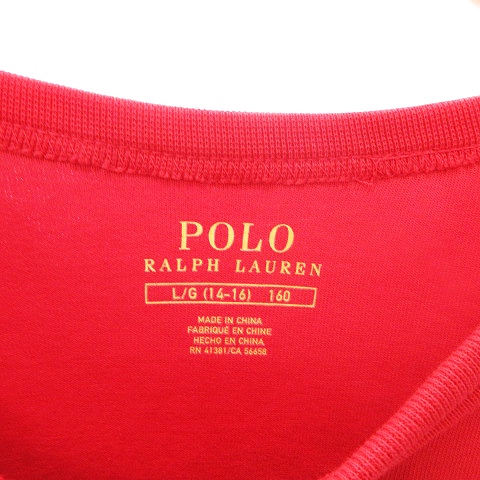 POLO
RALPH LAUREN
L/G (14-16) 160
MADE IN CHINA
FABRIQUÉ EN CHINE
HECHO EN CHINA
RN 41381/CA 56658